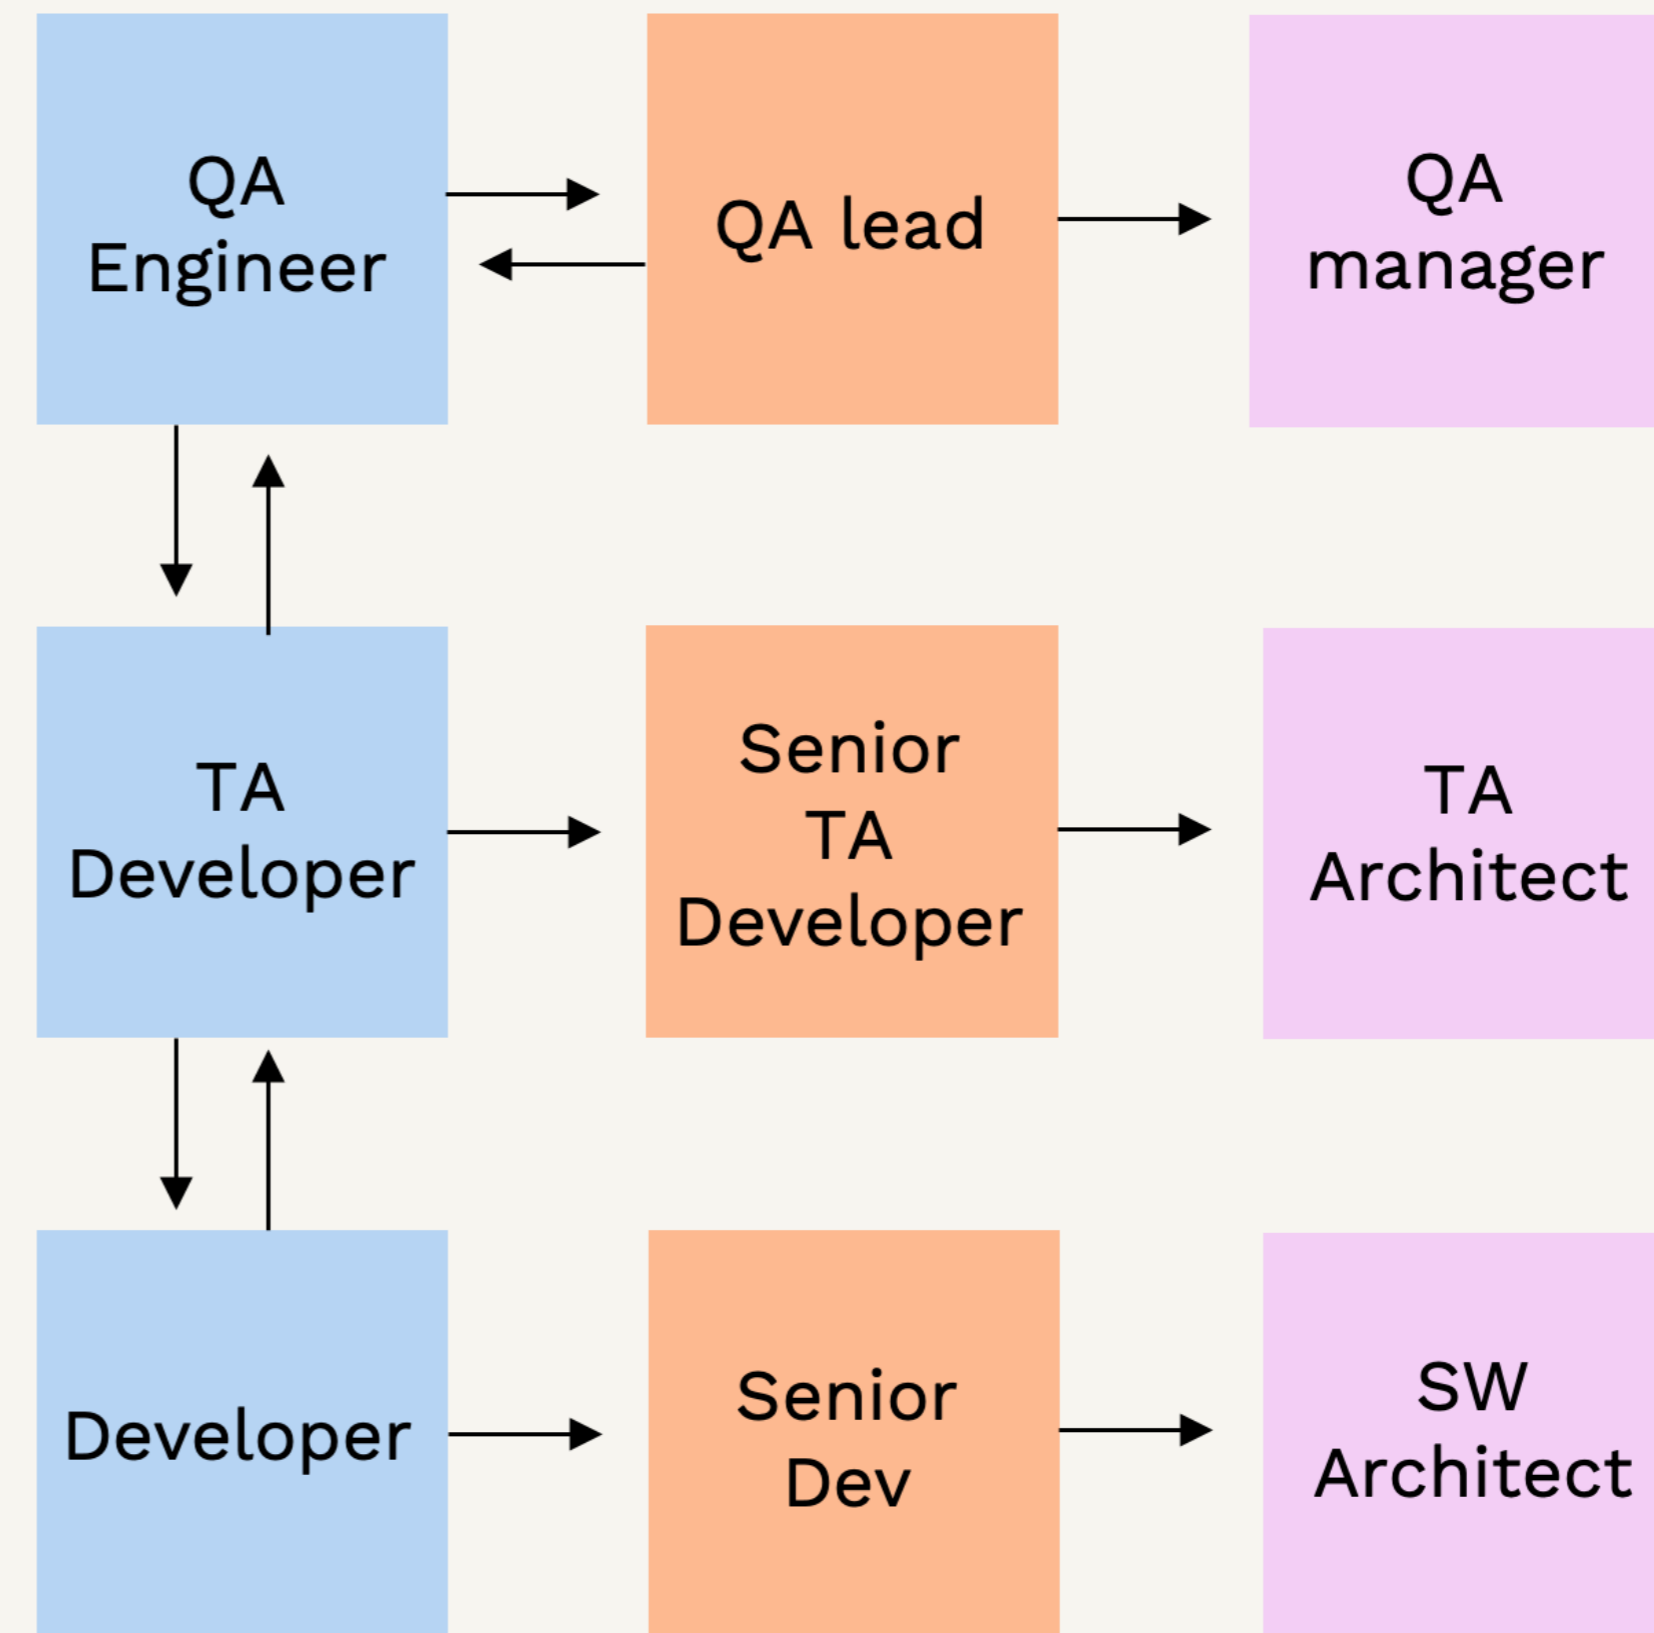 QA
Engineer
QA lead
QA
manager
TA
Developer
Senior
TA
Developer
TA
Architect
Developer
Senior
Dev
SW
Architect